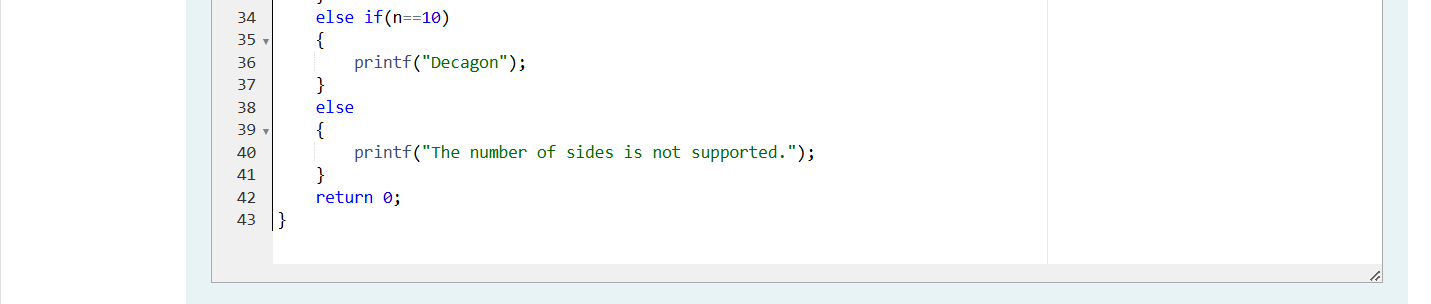 34 else if(n==10)
35 {
36 printf("Decagon");
37 }
38 else
39 {
40 printf("The number of sides is not supported.");
41 }
42 return 0;
43 }